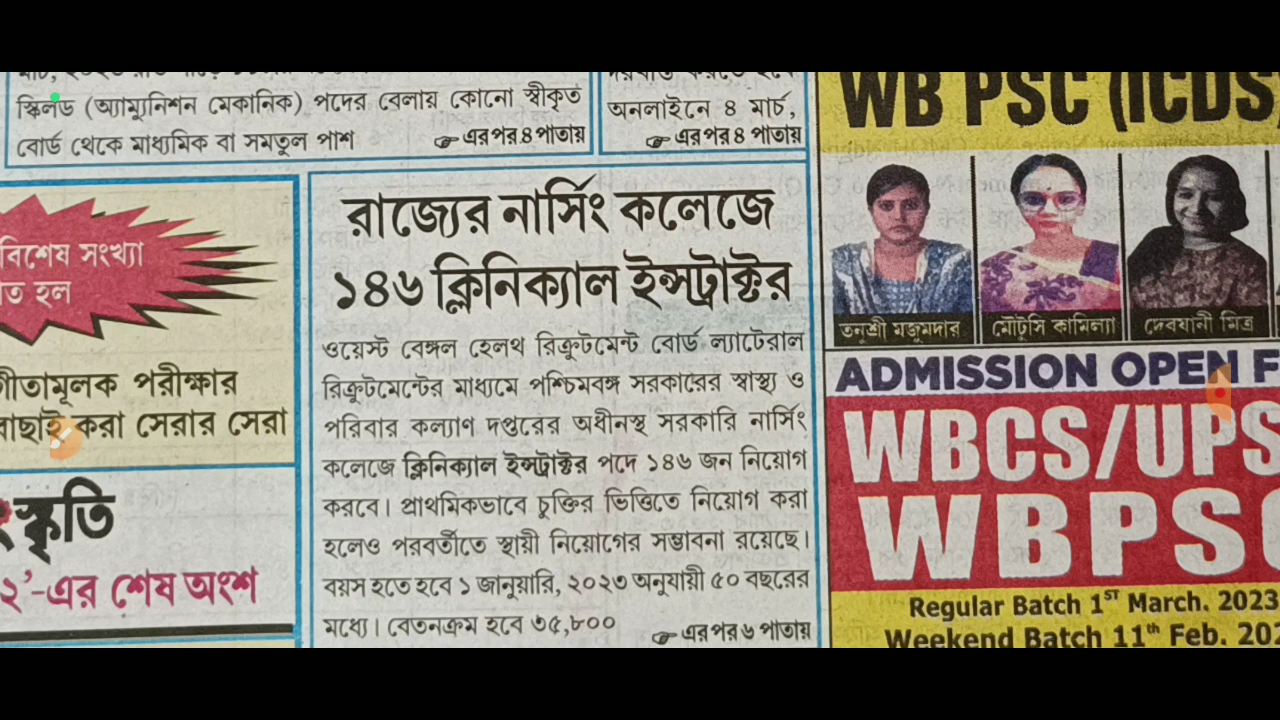 স্কিলড (অ্যাম্যুনিশন মেকানিক) পদের বেলায় কোনো স্বীকৃত
বোর্ড থেকে মাধ্যমিক বা সমতুল পাশ
এরপর ৪ পাতায়
অনলাইনে ৪ মার্চ,
এরপর ৪ পাতায়
বিশেষ সংখ্যা
হল
পরীক্ষার
করা সেরার সেরা
২'-এর শেষ অংশ
রাজ্যের নার্সিং কলেজে
১৪৬ ক্লিনিক্যাল ইন্সট্রাক্টর
ওয়েস্ট বেঙ্গল হেলথ রিক্রুটমেন্ট বোর্ড ল্যাটেরাল
রিক্রুটমেন্টের মাধ্যমে পশ্চিমবঙ্গ সরকারের স্বাস্থ্য ও
পরিবার কল্যাণ দপ্তরের অধীনস্থ সরকারি নার্সিং
কলেজে ক্লিনিক্যাল ইন্সট্রাক্টর পদে ১৪৬ জন নিয়োগ
করবে। প্রাথমিকভাবে চুক্তির ভিত্তিতে নিয়োগ করা
হলেও পরবর্তীতে স্থায়ী নিয়োগের সম্ভাবনা রয়েছে।
বয়স হতে হবে ১ জানুয়ারি, ২০২৩ অনুযায়ী ৫০ বছরের
মধ্যে। বেতনক্রম হবে ৩৫,৮০০
এরপর ৬ পাতায়
WB PSC (ICDS
তনুশ্রী মজুমদার
মৌটুসি কামিল্যা
দেবযানী মিত্র
ADMISSION OPEN F
WBCS/UPS
WBPSC
Regular Batch 1ST March. 2023
Weekend Batch 11th Feb. 202